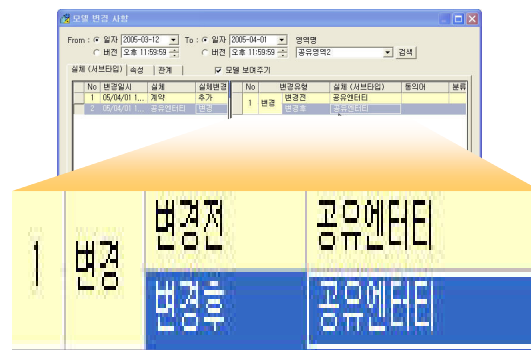 모델 변경 사항
From : 일자 2005-03-12 To : 일자 2005-04-01 영역명
버전 오후 11:59:59 버전 오후 11:59:59 공유영역2 검색
실체 (서브타입) 속성 관계 모델 보여주기
No 변경일시 실체 실체변경 No 변경유형 실체 (서브타입) 동의어 분류
1 05/04/01 1... 계약 추가 1 변경 변경전 공유엔터티
2 05/04/01 1... 공유엔터티 변경 변경후 공유엔터티
1 변경 변경전 공유엔터티
변경후 공유엔터티